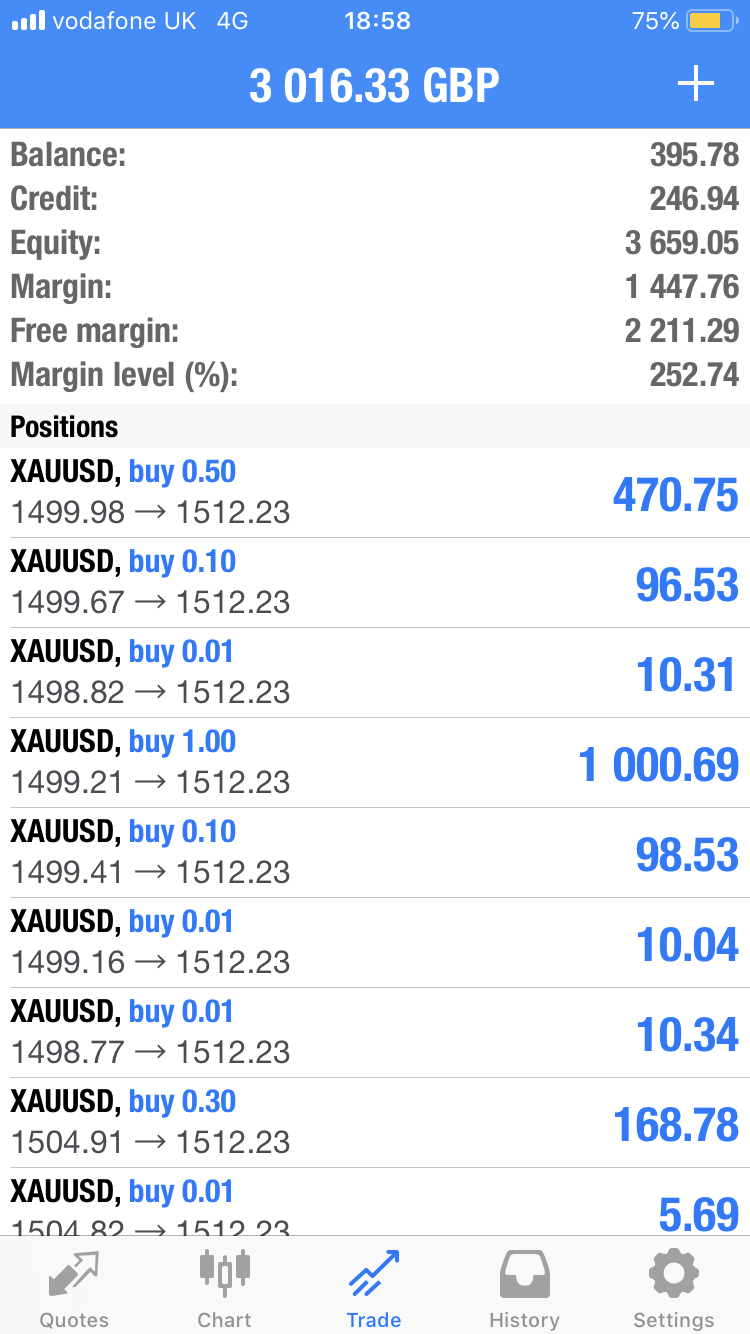 vodafone UK 4G 18:58 75%
3 016.33 GBP +
Balance: 395.78
Credit: 246.94
Equity: 3 659.05
Margin: 1 447.76
Free margin: 2 211.29
Margin level (%): 252.74
Positions
XAUUSD, buy 0.50
1499.98 → 1512.23 470.75
XAUUSD, buy 0.10
1499.67 → 1512.23 96.53
XAUUSD, buy 0.01
1498.82 → 1512.23 10.31
XAUUSD, buy 1.00
1499.21 → 1512.23 1 000.69
XAUUSD, buy 0.10
1499.41 → 1512.23 98.53
XAUUSD, buy 0.01
1499.16 → 1512.23 10.04
XAUUSD, buy 0.01
1498.77 → 1512.23 10.34
XAUUSD, buy 0.30
1504.91 → 1512.23 168.78
XAUUSD, buy 0.01
1504.82 → 1512.23 5.69
Quotes Chart Trade History Settings